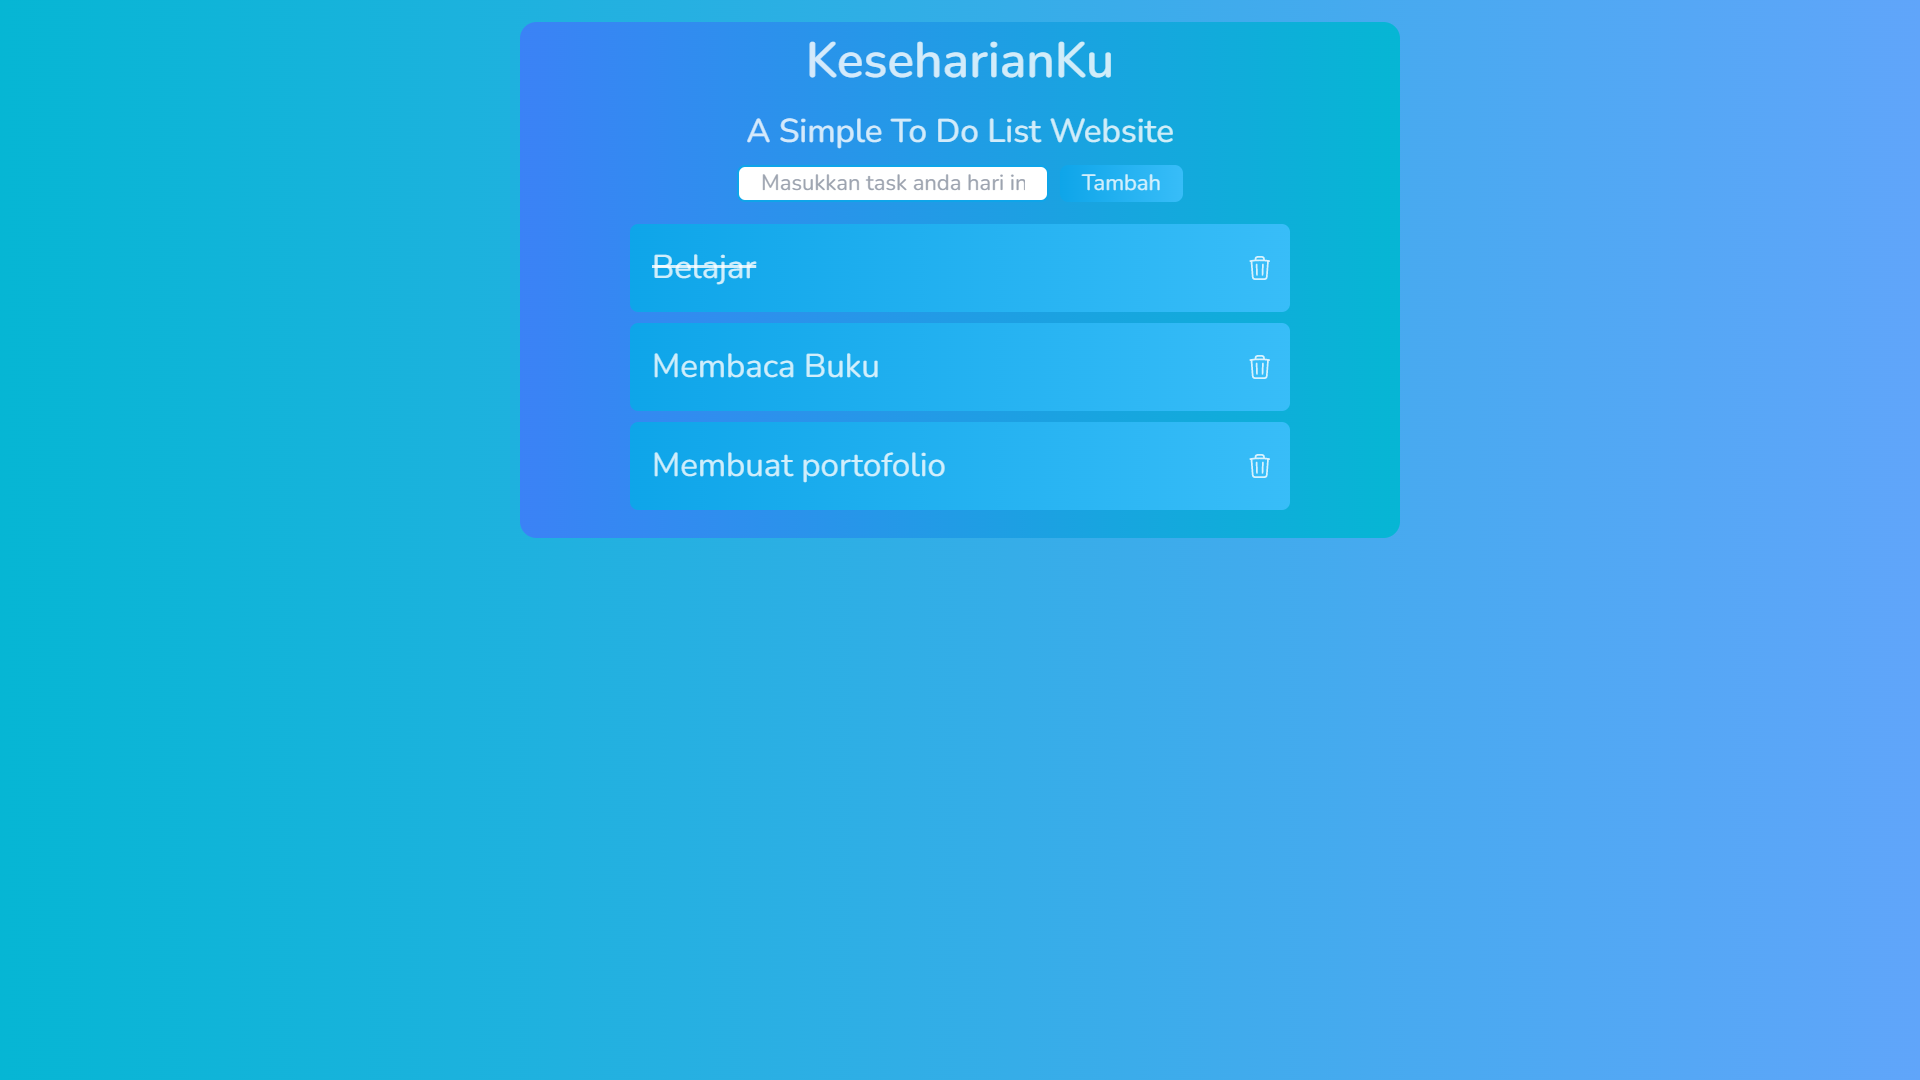 KeseharianKu
A Simple To Do List Website
Masukkan task anda hari in
Tambah
Belajar
Membaca Buku
Membuat portofolio